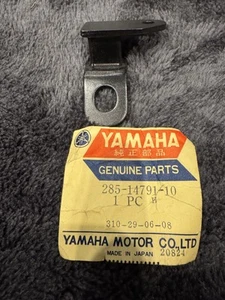 YAMAHA
純正部品
GENUINE PARTS
285-14791-10
1 PC
310-29-06-08
YAMAHA MOTOR CO.,LTD.
MADE IN JAPAN 20824